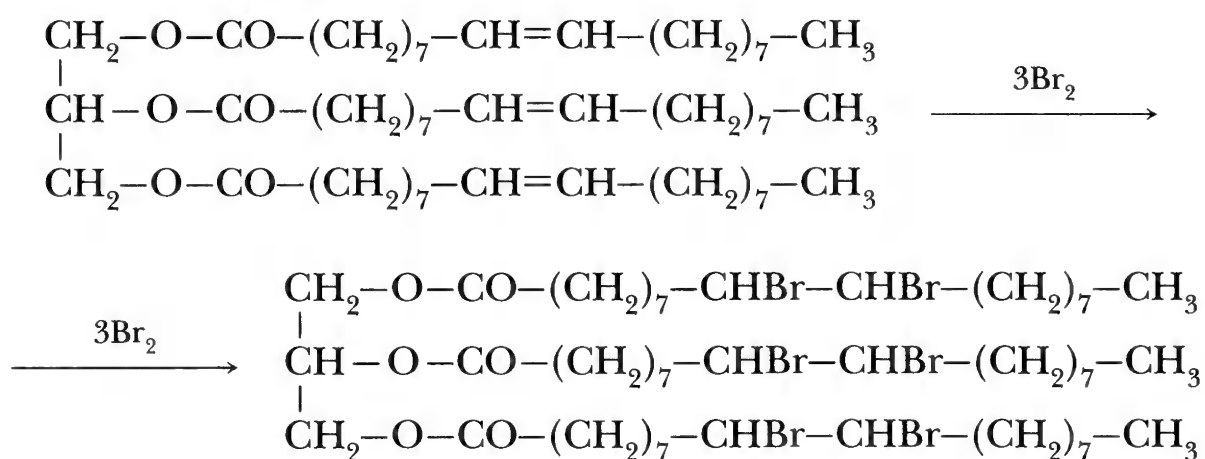 CH₂–O–CO–(CH₂)₇–CH=CH–(CH₂)₇–CH₃
CH–O–CO–(CH₂)₇–CH=CH–(CH₂)₇–CH₃
3Br₂
CH₂–O–CO–(CH₂)₇–CH=CH–(CH₂)₇–CH₃
3Br₂
CH₂–O–CO–(CH₂)₇–CHBr–CHBr–(CH₂)₇–CH₃
CH–O–CO–(CH₂)₇–CHBr–CHBr–(CH₂)₇–CH₃
CH₂–O–CO–(CH₂)₇–CHBr–CHBr–(CH₂)₇–CH₃